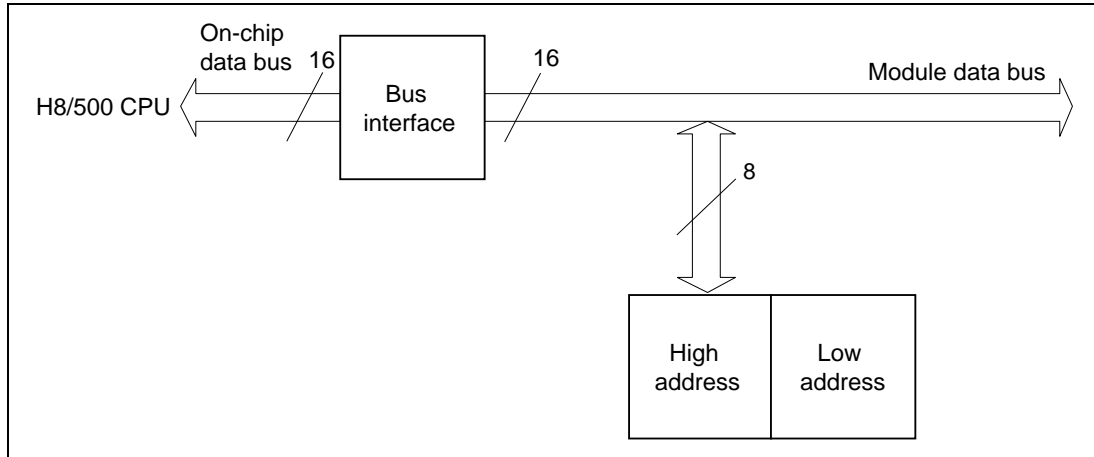 On-chip
data bus
16
16
H8/500 CPU
Bus
interface
Module data bus
8
High
address
Low
address